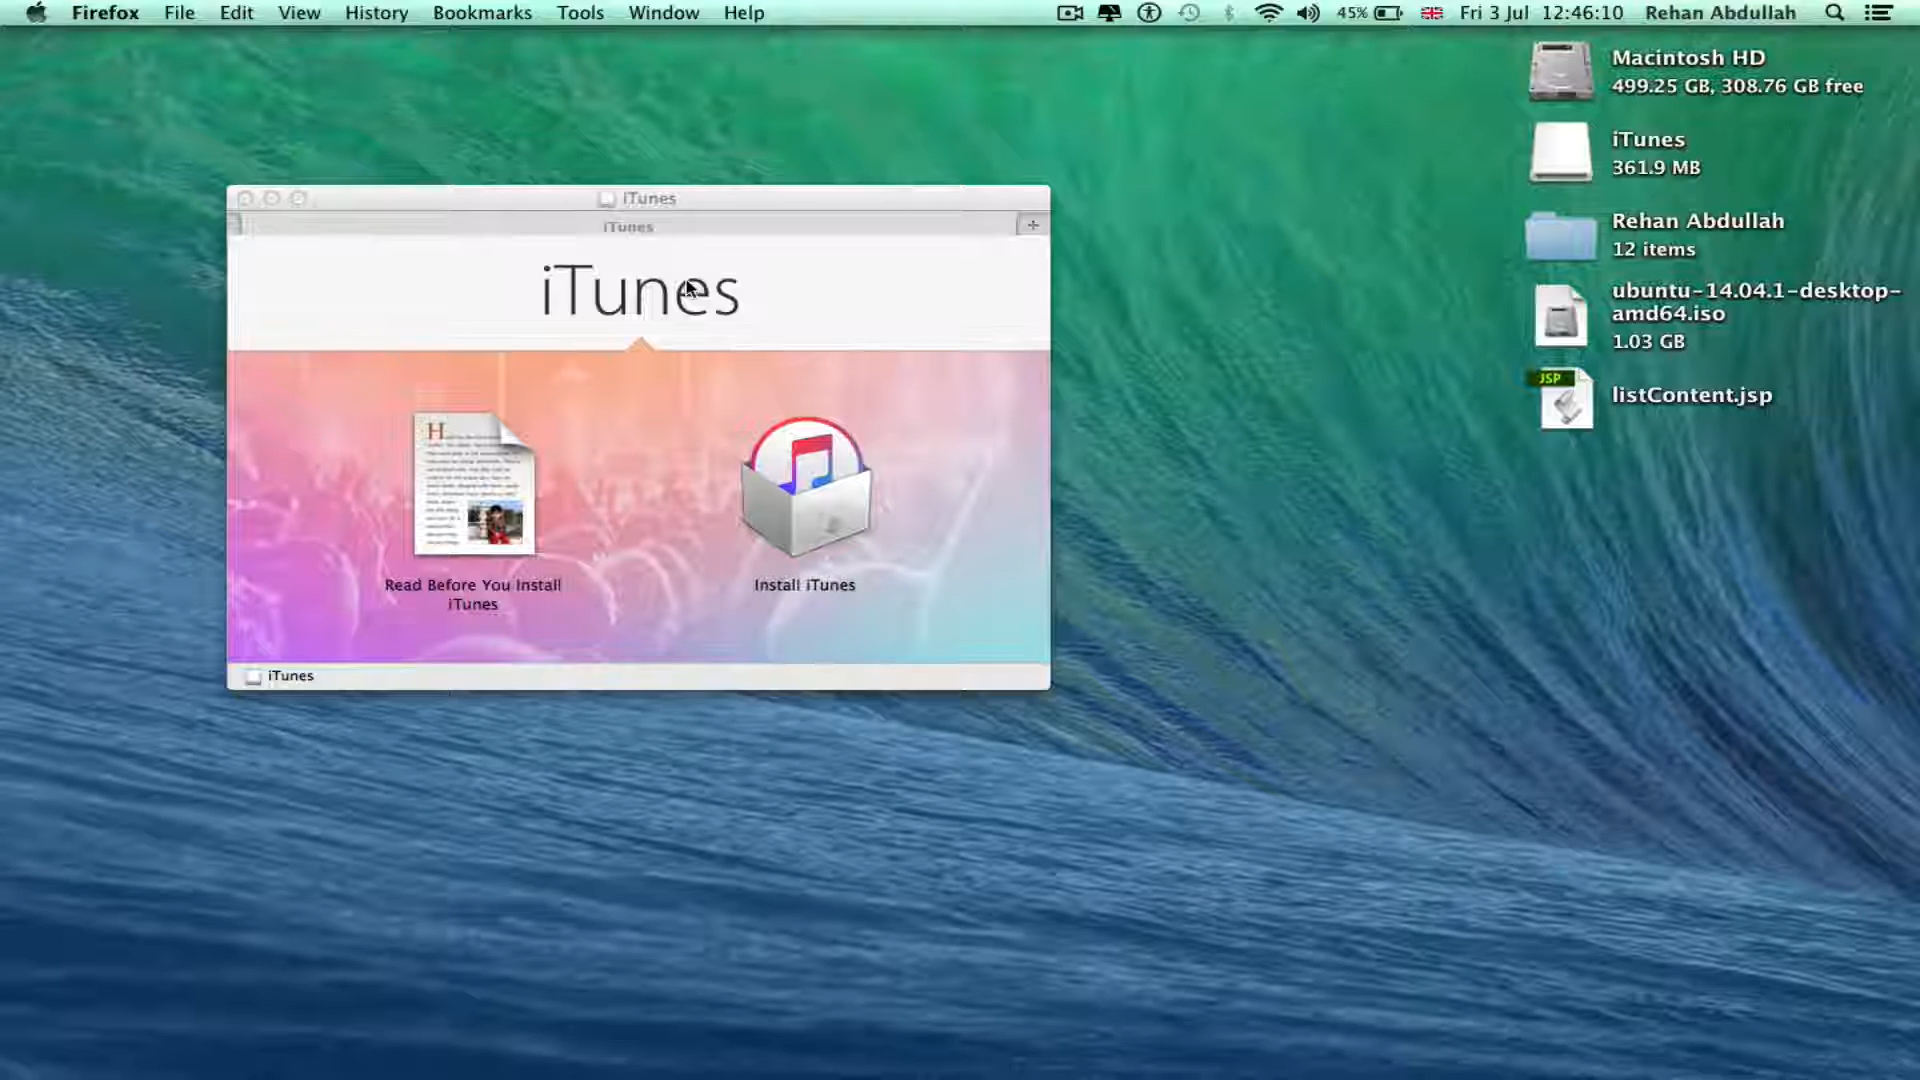 Firefox File Edit View History Bookmarks Tools Window Help 45% Fri 3 Jul 12:46:10 Rehan Abdullah
Macintosh HD
499.25 GB, 308.76 GB free
iTunes
361.9 MB
Rehan Abdullah
12 items
ubuntu-14.04.1-desktop-
amd64.iso
1.03 GB
JSP
listContent.jsp
iTunes
iTunes
+
iTunes
H
Read Before You Install
iTunes
Install iTunes
iTunes